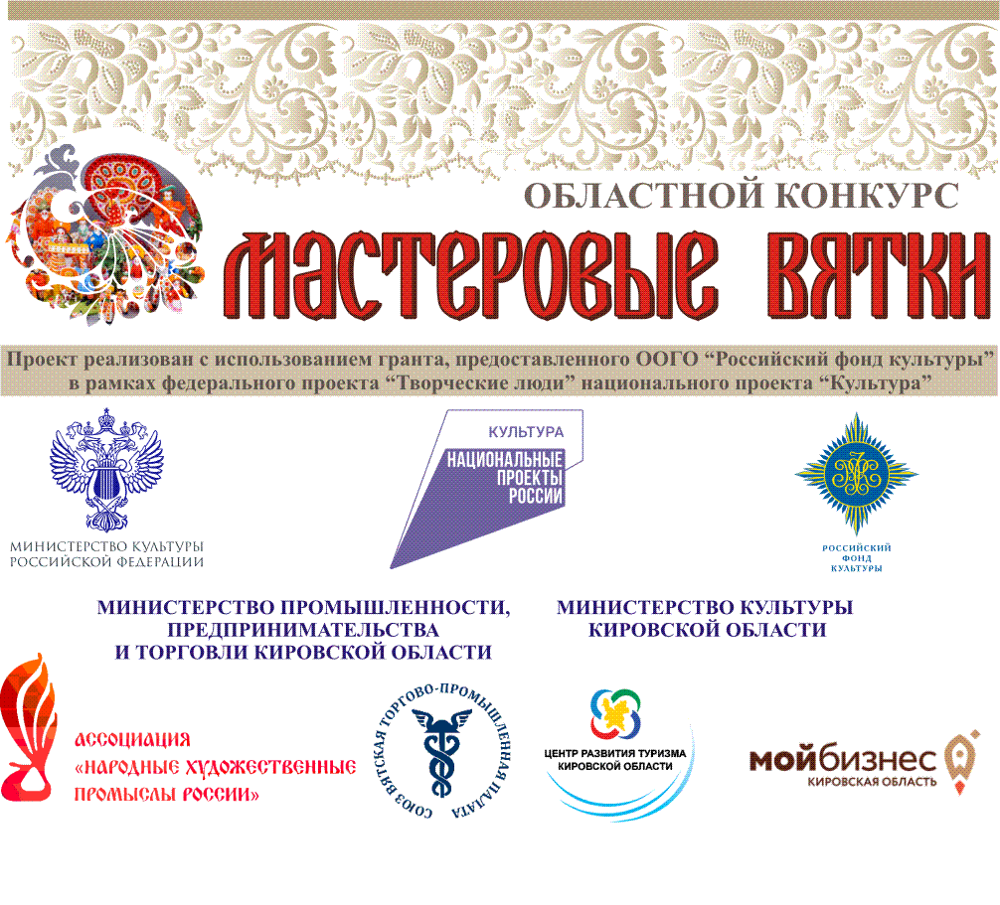 ОБЛАСТНОЙ КОНКУРС
МАСТЕРОВЫЕ ВЯТКИ
Проект реализован с использованием гранта, предоставленного ООГО “Российский фонд культуры”
в рамках федерального проекта “Творческие люди” национального проекта “Культура”
МИНИСТЕРСТВО КУЛЬТУРЫ
РОССИЙСКОЙ ФЕДЕРАЦИИ
КУЛЬТУРА
НАЦИОНАЛЬНЫЕ
ПРОЕКТЫ
РОССИИ
РОССИЙСКИЙ
ФОНД
КУЛЬТУРЫ
МИНИСТЕРСТВО ПРОМЫШЛЕННОСТИ,
ПРЕДПРИНИМАТЕЛЬСТВА
И ТОРГОВЛИ КИРОВСКОЙ ОБЛАСТИ
МИНИСТЕРСТВО КУЛЬТУРЫ
КИРОВСКОЙ ОБЛАСТИ
АССОЦИАЦИЯ
«НАРОДНЫЕ ХУДОЖЕСТВЕННЫЕ
ПРОМЫСЛЫ РОССИИ»
СОЮЗ ВЯТСКАЯ ТОРГОВО-ПРОМЫШЛЕННАЯ ПАЛАТА
ЦЕНТР РАЗВИТИЯ ТУРИЗМА
КИРОВСКОЙ ОБЛАСТИ
мойбизнес
КИРОВСКАЯ ОБЛАСТЬ